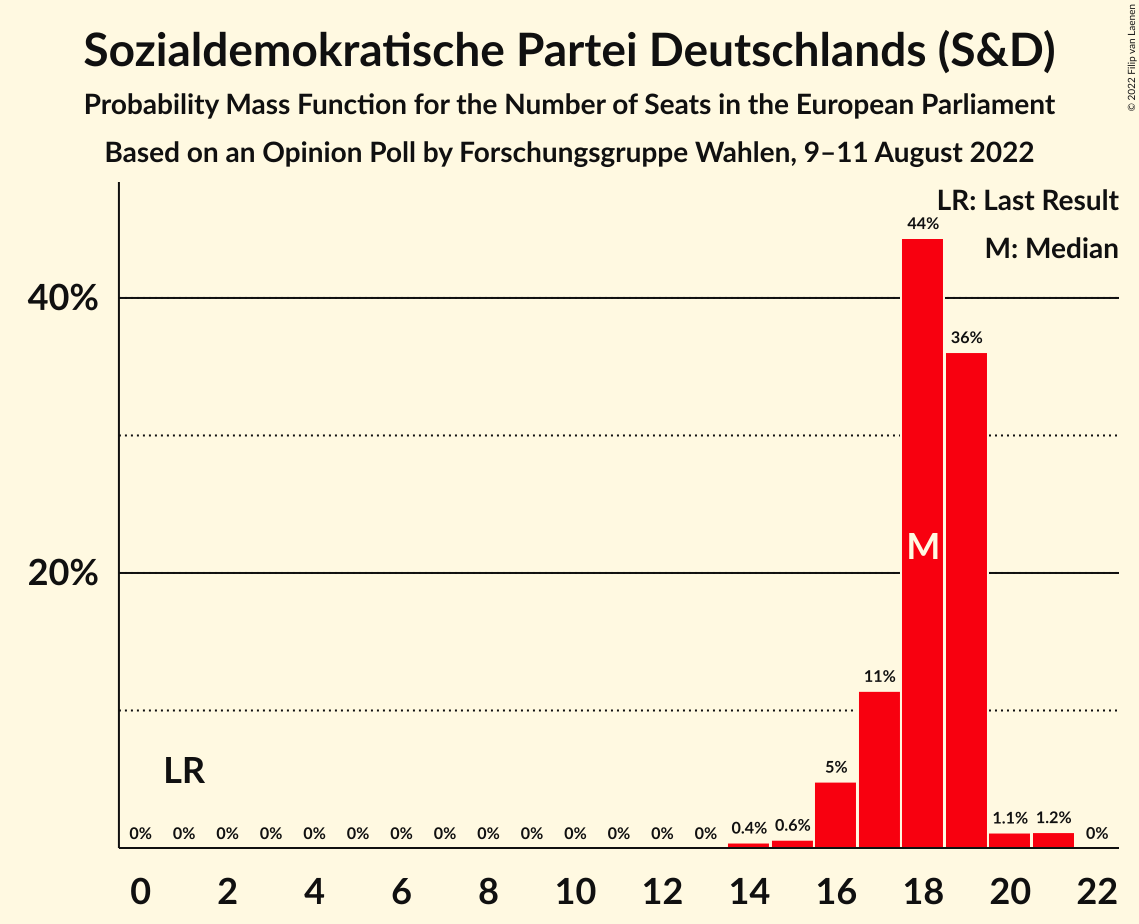 Sozialdemokratische Partei Deutschlands (S&D)
Probability Mass Function for the Number of Seats in the European Parliament
Based on an Opinion Poll by Forschungsgruppe Wahlen, 9–11 August 2022
© 2022 Filip van Laenen
LR: Last Result
M: Median
44%
40%
36%
M
20%
11%
LR
5%
0% 0% 0% 0% 0% 0% 0% 0% 0% 0% 0% 0% 0% 0% 0.4% 0.6% 1.1% 1.2% 0%
0 2 4 6 8 10 12 14 16 18 20 22